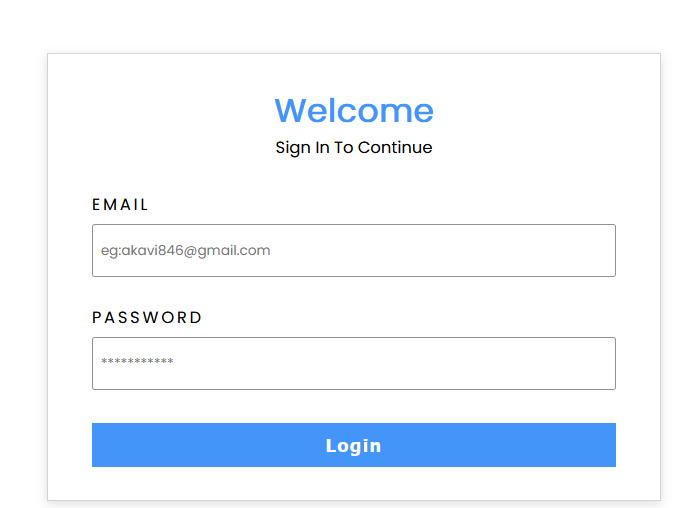 Welcome
Sign In To Continue
EMAIL
eg:akavi846@gmail.com
PASSWORD
***********
Login